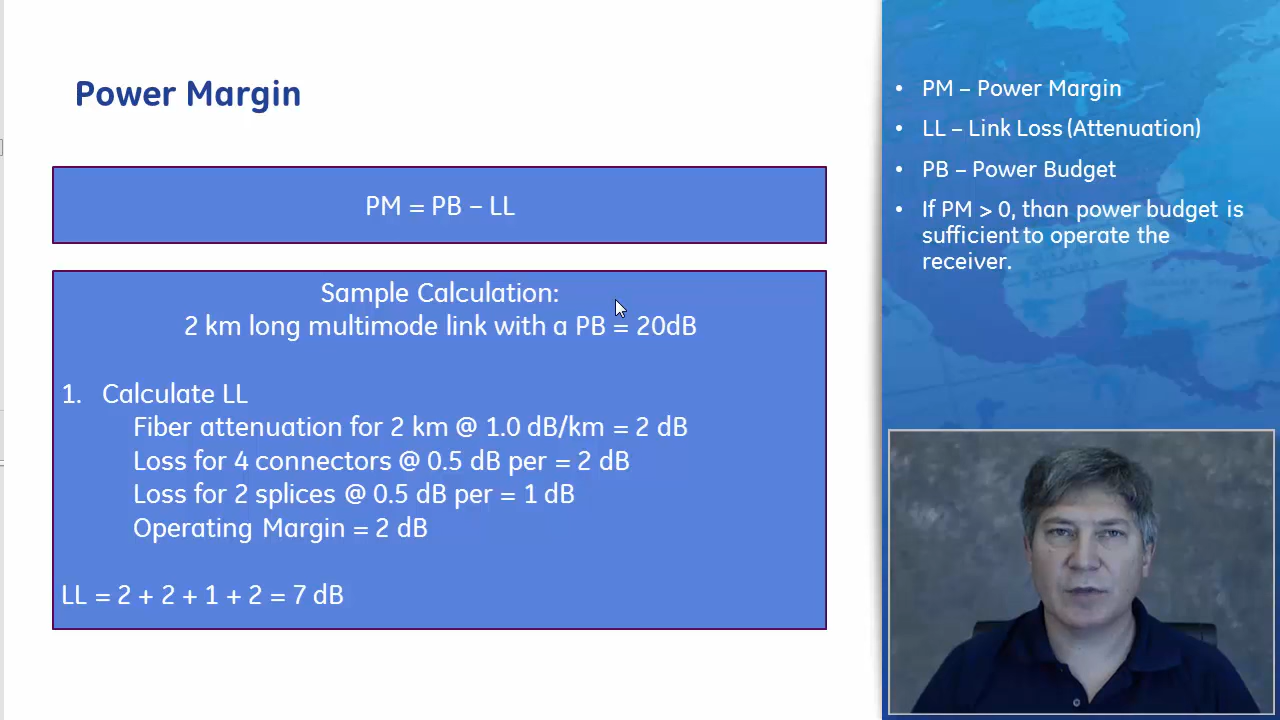 Power Margin
PM = PB – LL
Sample Calculation:
2 km long multimode link with a PB = 20dB
1. Calculate LL
Fiber attenuation for 2 km @ 1.0 dB/km = 2 dB
Loss for 4 connectors @ 0.5 dB per = 2 dB
Loss for 2 splices @ 0.5 dB per = 1 dB
Operating Margin = 2 dB
LL = 2 + 2 + 1 + 2 = 7 dB
• PM – Power Margin
• LL – Link Loss (Attenuation)
• PB – Power Budget
• If PM > 0, than power budget is
sufficient to operate the
receiver.